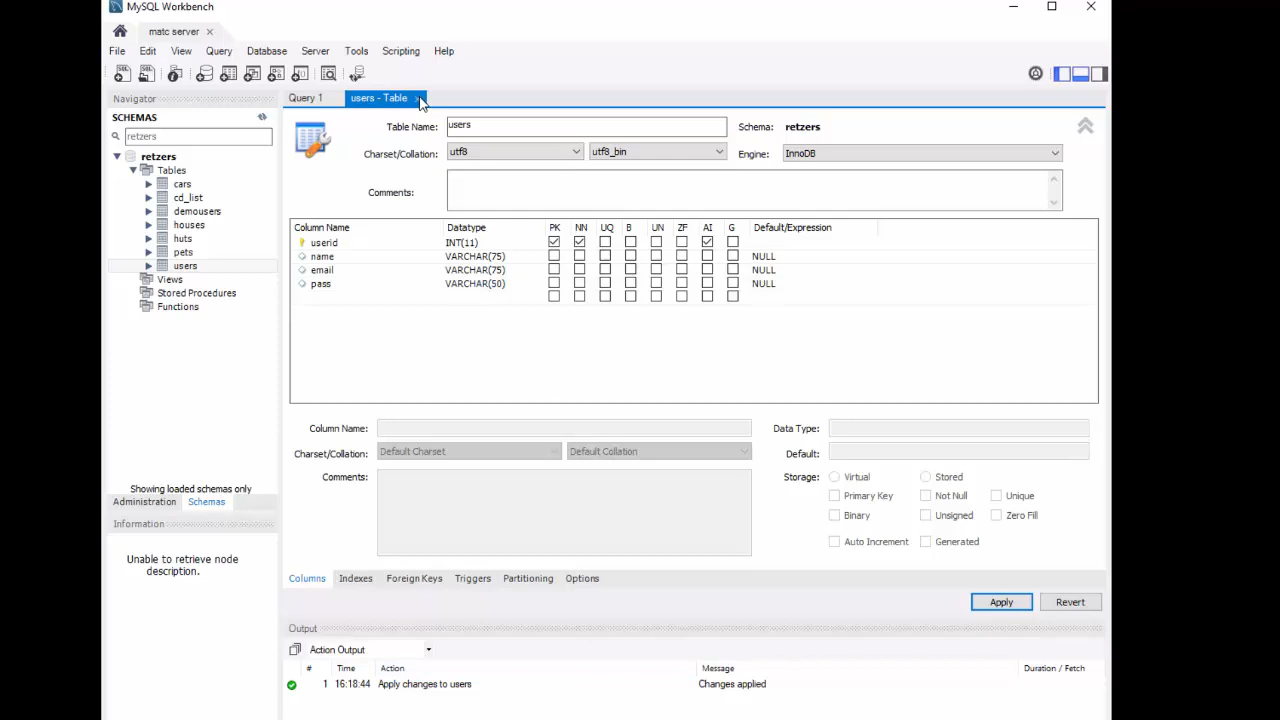 MySQL Workbench
matc server
File Edit View Query Database Server Tools Scripting Help
Navigator
SCHEMAS
retzers
retzers
Tables
cars
cd_list
demousers
houses
huts
pets
users
Views
Stored Procedures
Functions
Showing loaded schemas only
Administration Schemas
Information
Unable to retrieve node
description.
Query 1 users - Table
Table Name: users Schema: retzers
Charset/Collation: utf8 utf8_bin Engine: InnoDB
Comments:
Column Name Datatype PK NN UQ B UN ZF AI G Default/Expression
userid INT(11)
name VARCHAR(75) NULL
email VARCHAR(75) NULL
pass VARCHAR(50) NULL
Column Name: Data Type:
Charset/Collation: Default Charset Default Collation Default:
Comments: Storage: Virtual Stored
Primary Key Not Null Unique
Binary Unsigned Zero Fill
Auto Increment Generated
Columns Indexes Foreign Keys Triggers Partitioning Options
Apply Revert
Output
Action Output
# Time Action Message Duration / Fetch
1 16:18:44 Apply changes to users Changes applied